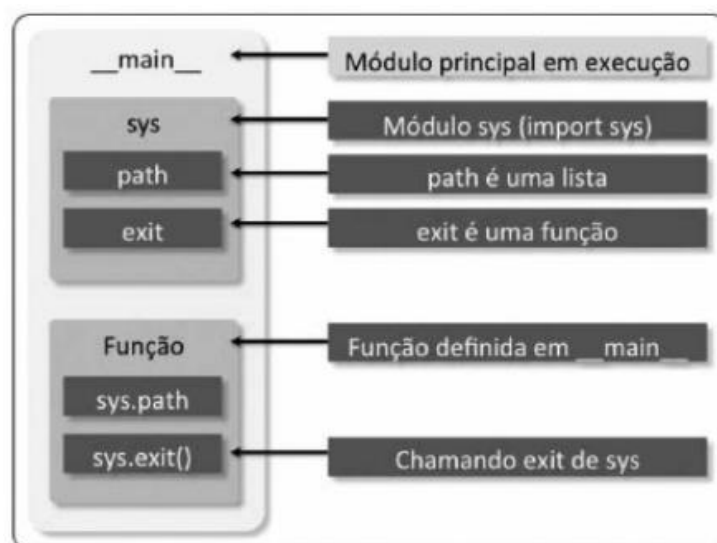 __main__
Módulo principal em execução
sys
Módulo sys (import sys)
path
path é uma lista
exit
exit é uma função
Função
Função definida em __main__
sys.path
sys.exit()
Chamando exit de sys